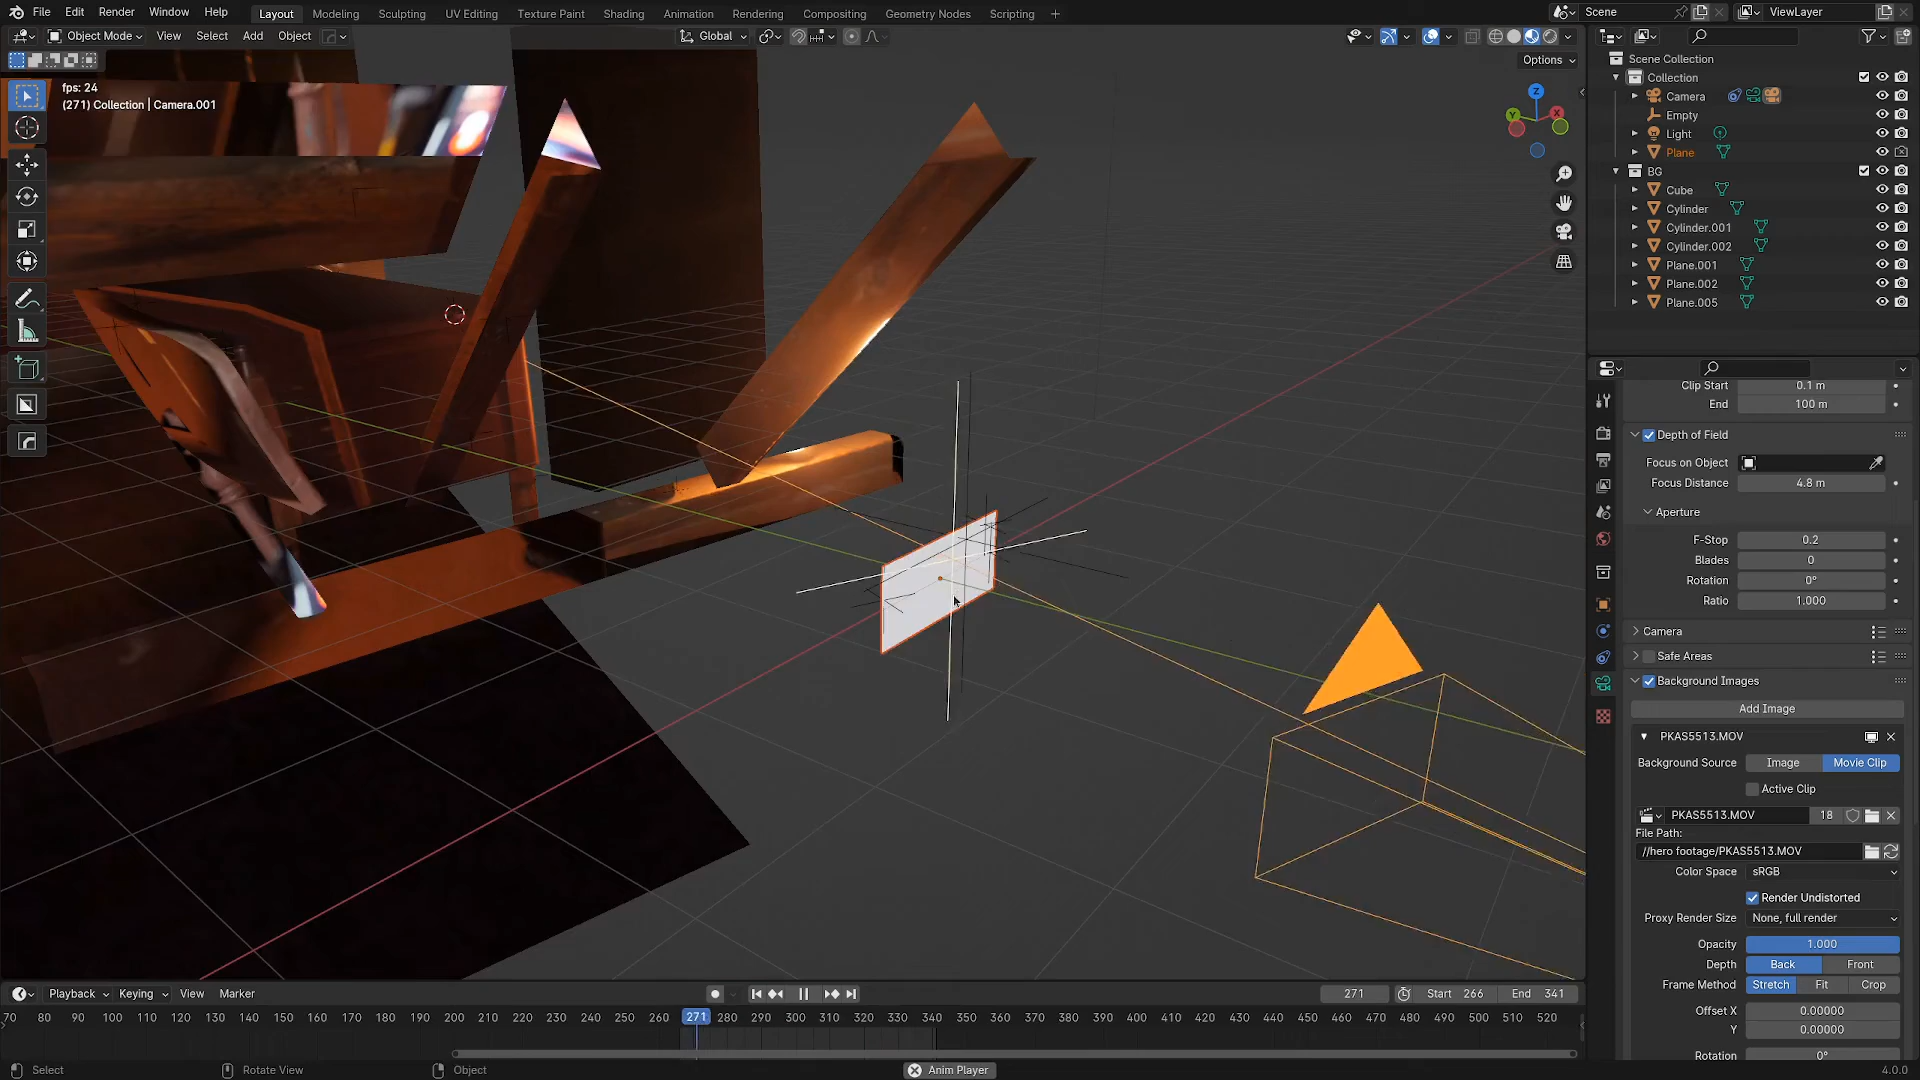 File Edit Render Window Help Layout Modeling Sculpting UV Editing Texture Paint Shading Animation Rendering Compositing Geometry Nodes Scripting + Scene ViewLayer
Object Mode View Select Add Object Global
Options
fps: 24
(271) Collection | Camera.001
Z
Y
X
Scene Collection
Collection
Camera
Empty
Light
Plane
BG
Cube
Cylinder
Cylinder.001
Cylinder.002
Plane.001
Plane.002
Plane.005
Clip Start 0.1 m
End 100 m
Depth of Field
Focus on Object
Focus Distance 4.8 m
Aperture
F-Stop 0.2
Blades 0
Rotation 0°
Ratio 1.000
Camera
Safe Areas
Background Images
Add Image
PKAS5513.MOV
Background Source Image Movie Clip
Active Clip
PKAS5513.MOV 18
File Path:
//hero footage/PKAS5513.MOV
Color Space sRGB
Render Undistorted
Proxy Render Size None, full render
Opacity 1.000
Depth Back Front
Frame Method Stretch Fit Crop
Offset X 0.00000
Y 0.00000
Rotation 0°
Playback Keying View Marker 271 Start 266 End 341
70 80 90 100 110 120 130 140 150 160 170 180 190 200 210 220 230 240 250 260 271 280 290 300 310 320 330 340 350 360 370 380 390 400 410 420 430 440 450 460 470 480 490 500 510 520
Select Rotate View Object Anim Player 4.0.0